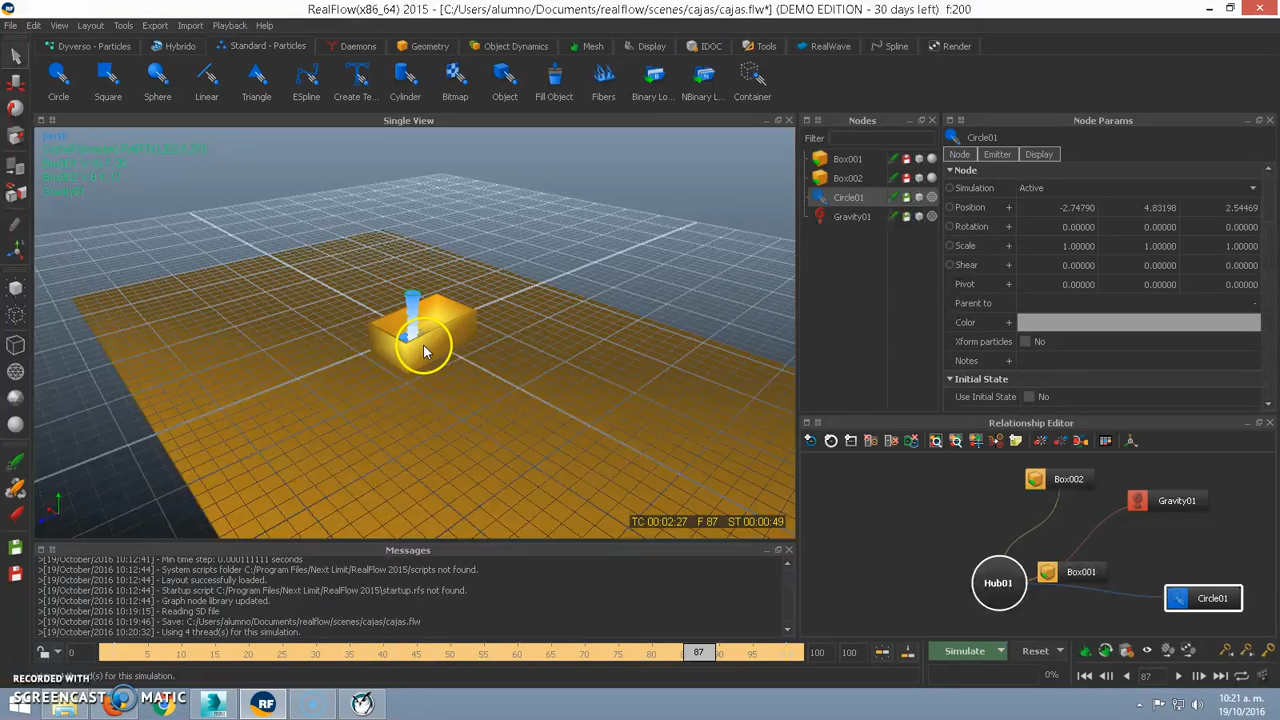 RealFlow(x86_64) 2015 - [C:/Users/alumno/Documents/realflow/scenes/cajas/cajas.flw*] (DEMO EDITION - 30 days left) f:200
File Edit View Layout Tools Export Import Playback Help
Dyverso - Particles Hybrido Standard - Particles Daemons Geometry Object Dynamics Mesh Display IDOC Tools RealWave Spline Render
Circle Square Sphere Linear Triangle ESpline Create Te... Cylinder Bitmap Object Fill Object Fibers Binary Lo... NBinary L... Container
Single View
persp
TC 00:02:27 F 87 ST 00:00:49
Nodes
Filter
Box001
Box002
Circle01
Gravity01
Node Params
Circle01
Node Emitter Display
Node
Simulation Active
Position + -2.74790 4.83198 2.54469
Rotation + 0.00000 0.00000 0.00000
Scale + 1.00000 1.00000 1.00000
Shear + 0.00000 0.00000 0.00000
Pivot + 0.00000 0.00000 0.00000
Parent to -
Color +
Xform particles No
Notes +
Initial State
Use Initial State No
Relationship Editor
Box002
Gravity01
Hub01
Box001
Circle01
Messages
>[19/October/2016 10:12:41] - Min time step: 0.000111111 seconds
>[19/October/2016 10:12:44] - System scripts folder C:/Program Files/Next Limit/RealFlow 2015/scripts not found.
>[19/October/2016 10:12:44] - Layout successfully loaded.
>[19/October/2016 10:12:44] - Startup script C:/Program Files/Next Limit/RealFlow 2015\startup.rfs not found.
>[19/October/2016 10:12:44] - Graph node library updated.
>[19/October/2016 10:19:15] - Reading SD file
>[19/October/2016 10:19:46] - Save: C:/Users/alumno/Documents/realflow/scenes/cajas/cajas.flw
>[19/October/2016 10:20:32] - Using 4 thread(s) for this simulation.
0 5 10 15 20 25 30 35 40 45 50 55 60 65 70 75 80 87 90 100 100
Simulate Reset
0% 87
thread(s) for this simulation.
RECORDED WITH
SCREENCAST MATIC
RF
10:21 a. m.
19/10/2016